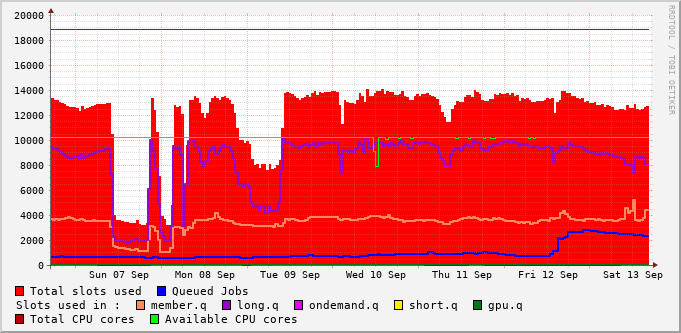 RRDTOOL / TOBI OETIKER
20000
18000
16000
14000
12000
10000
8000
6000
4000
2000
0
Sun 07 Sep Mon 08 Sep Tue 09 Sep Wed 10 Sep Thu 11 Sep Fri 12 Sep Sat 13 Sep
Total slots used Queued Jobs
Slots used in : member.q long.q ondemand.q short.q gpu.q
Total CPU cores Available CPU cores